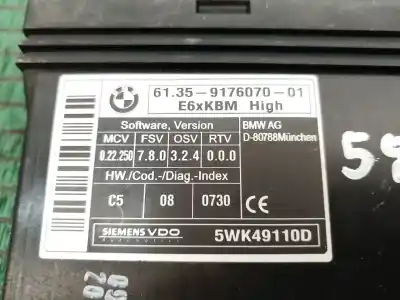 BMW
61.35-9176070-01
E6xKBM High
Software, Version
MCV FSV OSV RTV
0.22.250 7.8.0 3.2.4 0.0.0
HW./Cod.-/Diag.-Index
C5 08 0730
BMW AG
D-80788München
CE
SIEMENS VDO
Automotive
5WK49110D